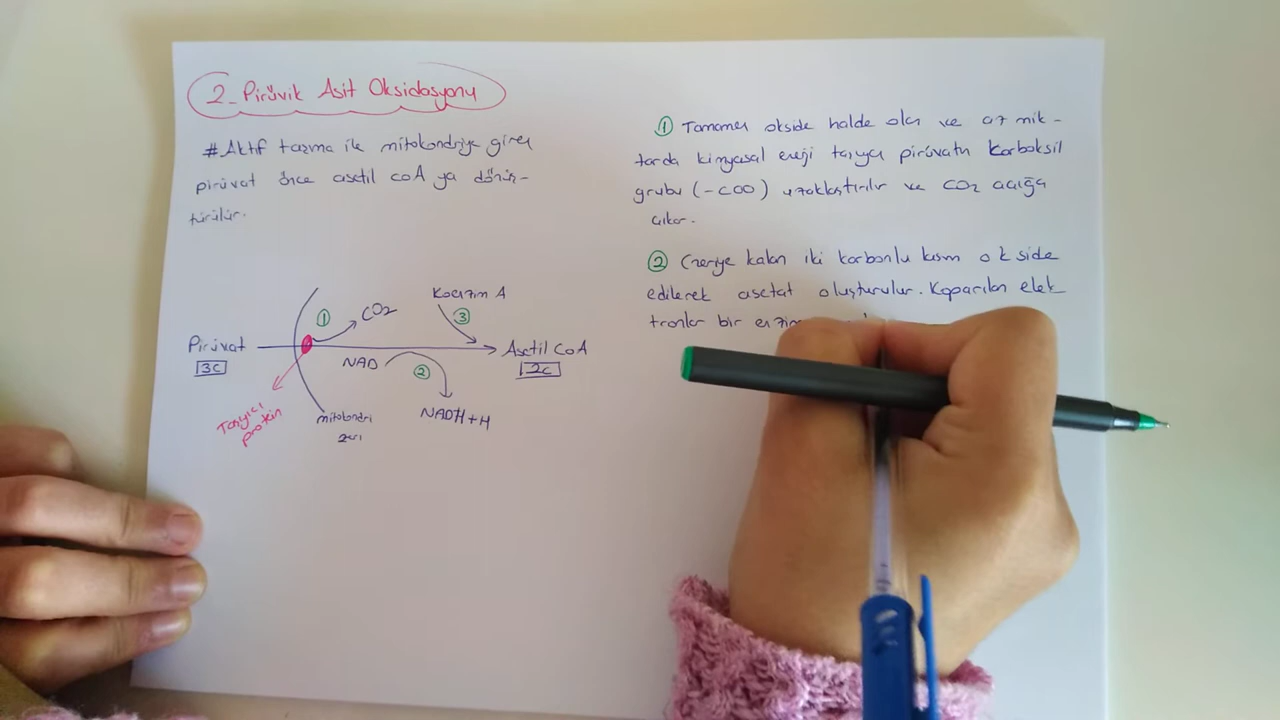 2_Pirüvik Asit Oksidasyonu
#Aktif taşıma ile mitokondriye giren
pirüvat önce asetil coA ya dönüş-
türülür.
① CO2
Koenzim A
③
Pirüvat
Asetil CoA
3C
NAD
②
2C
Taşıyıcı
protein
mitokondri
zarı
NADH+H
① Tamamen okside halde olan ve az mik-
tarda kimyasal enerji taşıyan pirüvatın karboksil
grubu (-COO) uzaklaştırılır ve CO2 açığa
çıkar.
② Geriye kalan iki karbonlu kısım okside
edilerek asetat oluşturulur. Koparılan elek
tronlar bir enzim